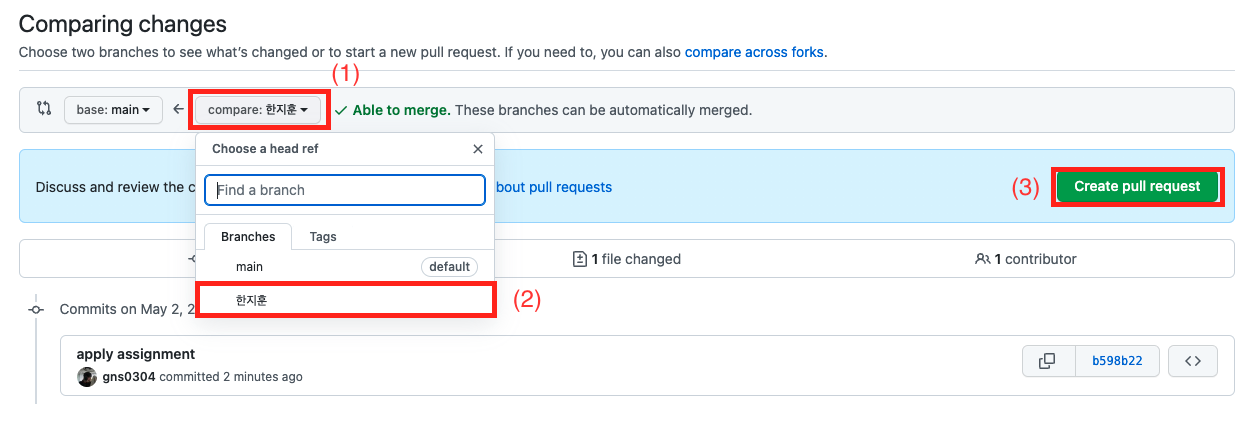 Comparing changes
Choose two branches to see what's changed or to start a new pull request. If you need to, you can also compare across forks.
(1)
base: main
compare: 한지훈
Able to merge. These branches can be automatically merged.
Choose a head ref
Discuss and review the c
bout pull requests
Find a branch
(3)
Create pull request
Branches
Tags
main
default
1 file changed
1 contributor
한지훈
(2)
Commits on May 2, 2
apply assignment
gns0304 committed 2 minutes ago
b598b22